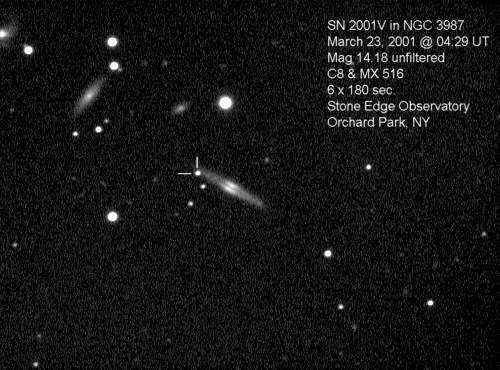 SN 2001V in NGC 3987
March 23, 2001 @ 04:29 UT
Mag 14.18 unfiltered
C8 & MX 516
6 x 180 sec.
Stone Edge Observatory
Orchard Park, NY